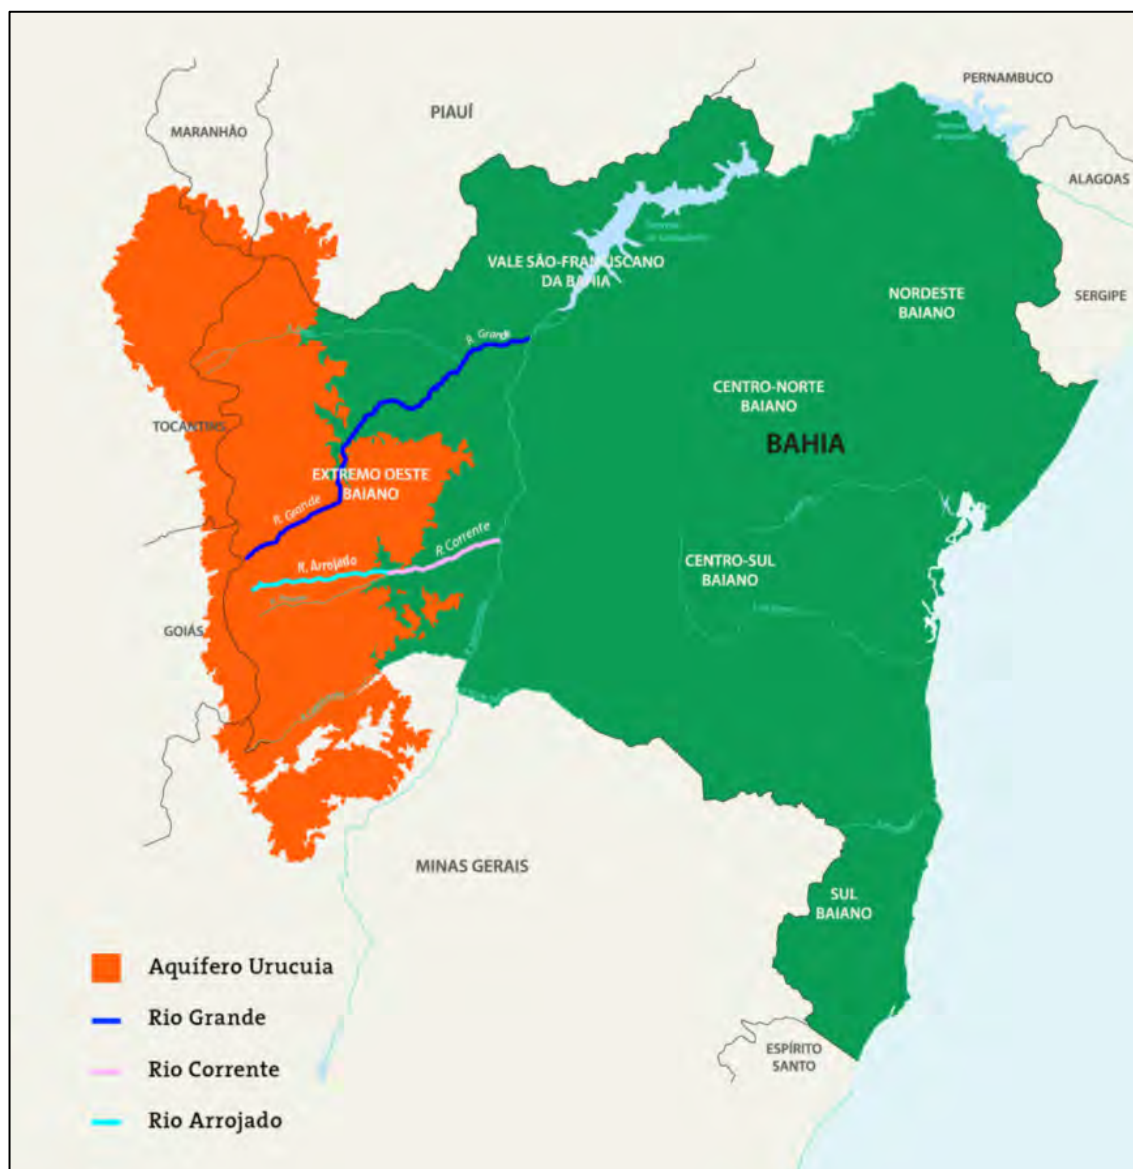 PERNAMBUCO
PIAUÍ
MARANHÃO
ALAGOAS
VALE SÃO-FRANCISCANO
DA BAHIA
NORDESTE
BAIANO
SERGIPE
R. Grande
CENTRO-NORTE
BAIANO
TOCANTINS
BAHIA
EXTREMO OESTE
BAIANO
R. Grande
R. Corrente
R. Arrojado
CENTRO-SUL
BAIANO
GOIÁS
MINAS GERAIS
SUL
BAIANO
Aquífero Urucuia
Rio Grande
ESPÍRITO
SANTO
Rio Corrente
Rio Arrojado